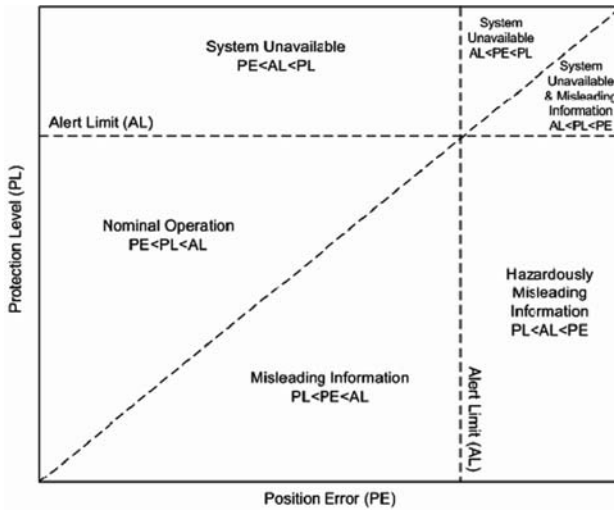 System Unavailable
PE<AL<PL
System
Unavailable
AL<PE<PL
System
Unavailable
& Misleading
Information
AL<PL<PE
Alert Limit (AL)
Protection Level (PL)
Nominal Operation
PE<PL<AL
Hazardously
Misleading
Information
PL<AL<PE
Misleading Information
PL<PE<AL
Alert Limit (AL)
Position Error (PE)